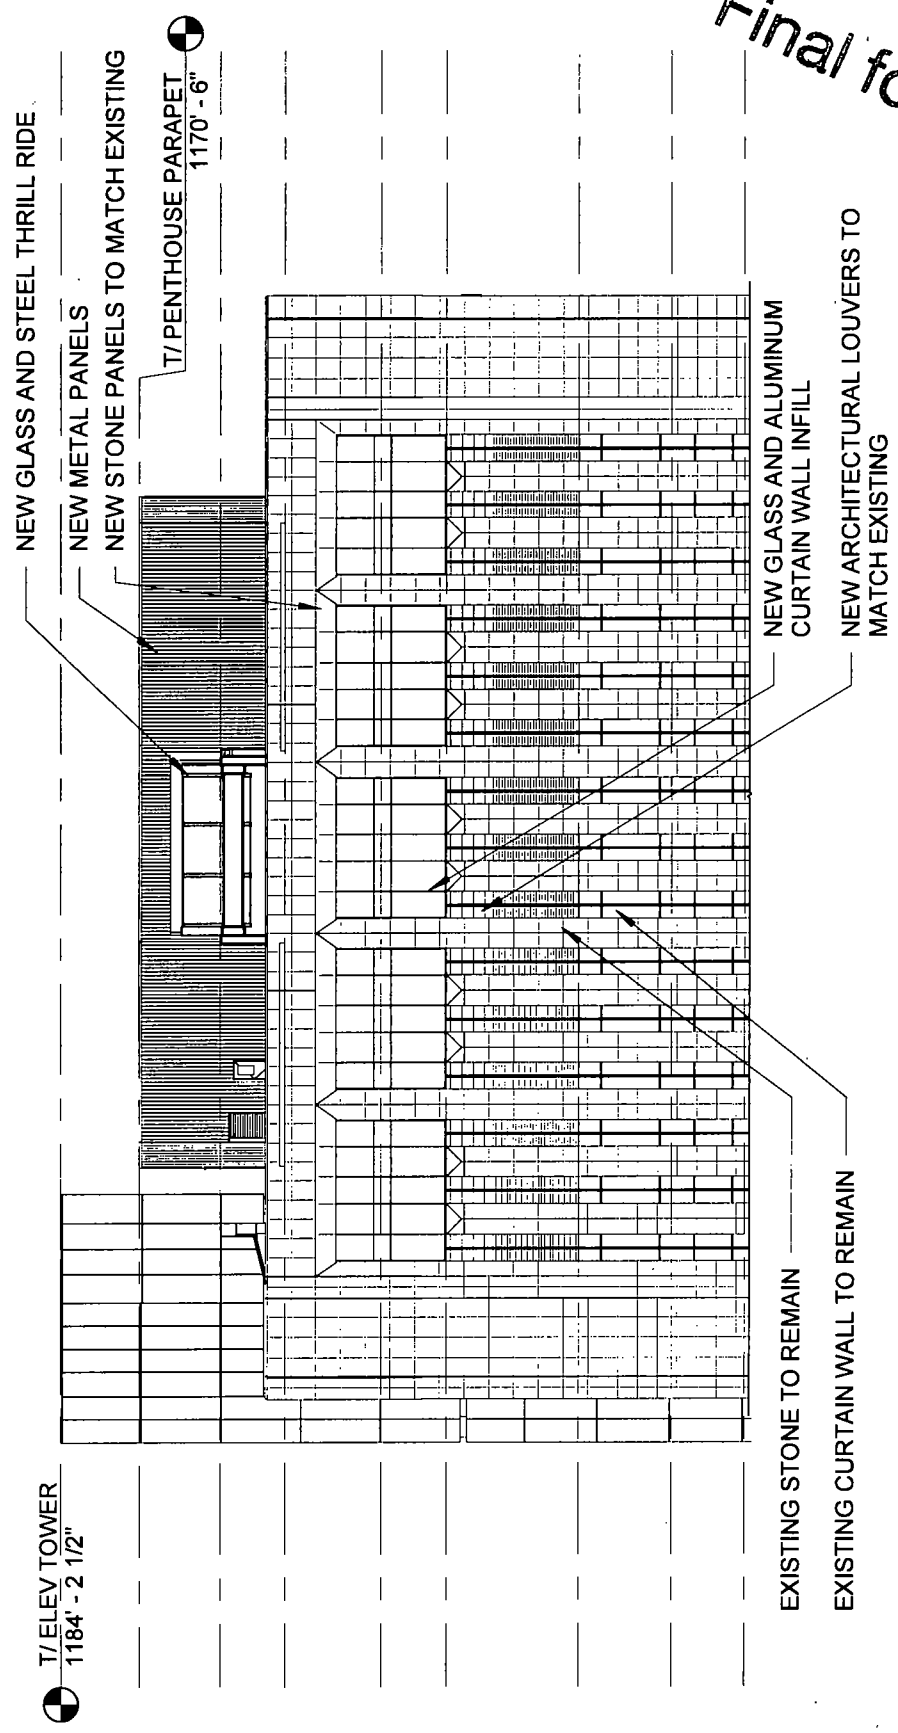 T/ ELEV TOWER
1184' - 2 1/2"
NEW GLASS AND STEEL THRILL RIDE
NEW METAL PANELS
NEW STONE PANELS TO MATCH EXISTING
T/ PENTHOUSE PARAPET
1170' - 6"
EXISTING STONE TO REMAIN
EXISTING CURTAIN WALL TO REMAIN
NEW GLASS AND ALUMINUM
CURTAIN WALL INFILL
NEW ARCHITECTURAL LOUVERS TO
MATCH EXISTING
Final fo